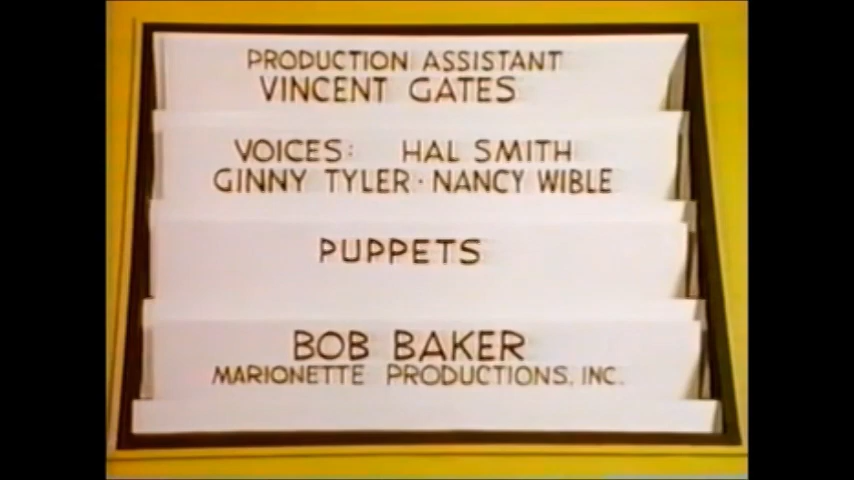 PRODUCTION ASSISTANT
VINCENT GATES
VOICES: HAL SMITH
GINNY TYLER · NANCY WIBLE
PUPPETS
BOB BAKER
MARIONETTE PRODUCTIONS, INC.